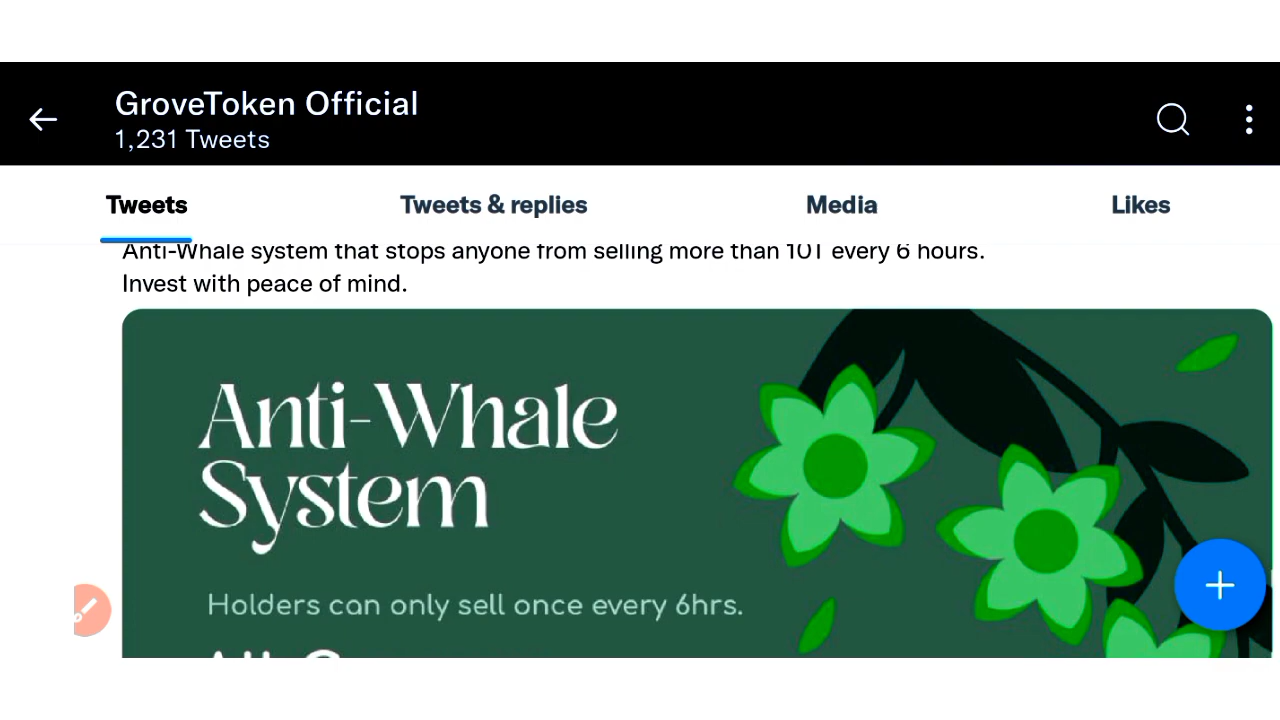 GroveToken Official
1,231 Tweets
Tweets
Tweets & replies
Media
Likes
Anti-Whale system that stops anyone from selling more than 10T every 6 hours.
Invest with peace of mind.
Anti-Whale
System
Holders can only sell once every 6hrs.